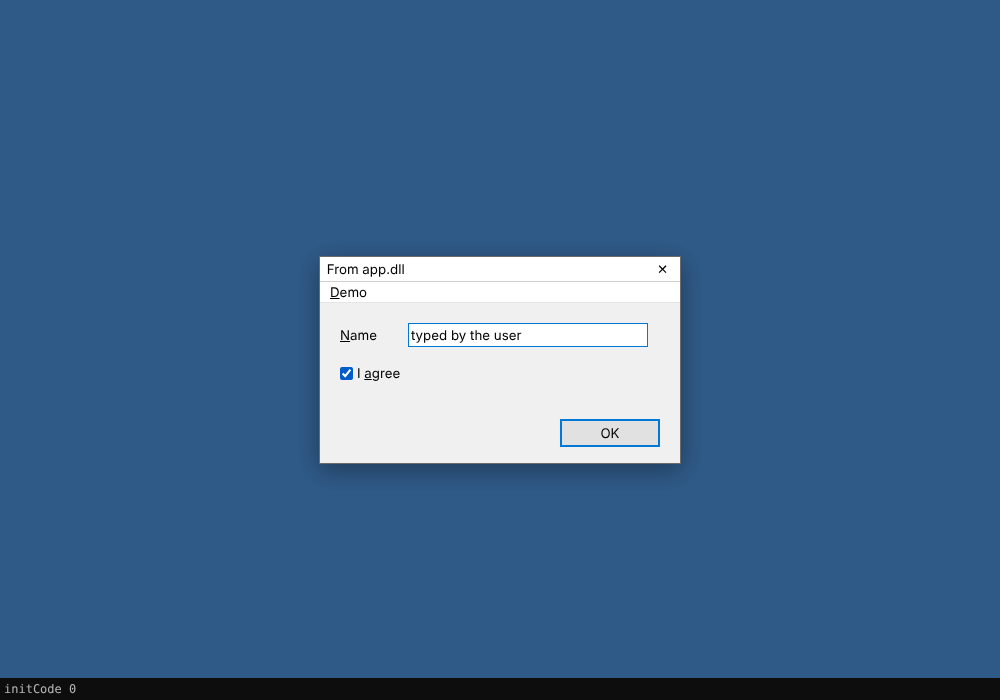 From app.dll ✕
Demo
Name typed by the user
I agree
OK
initCode 0